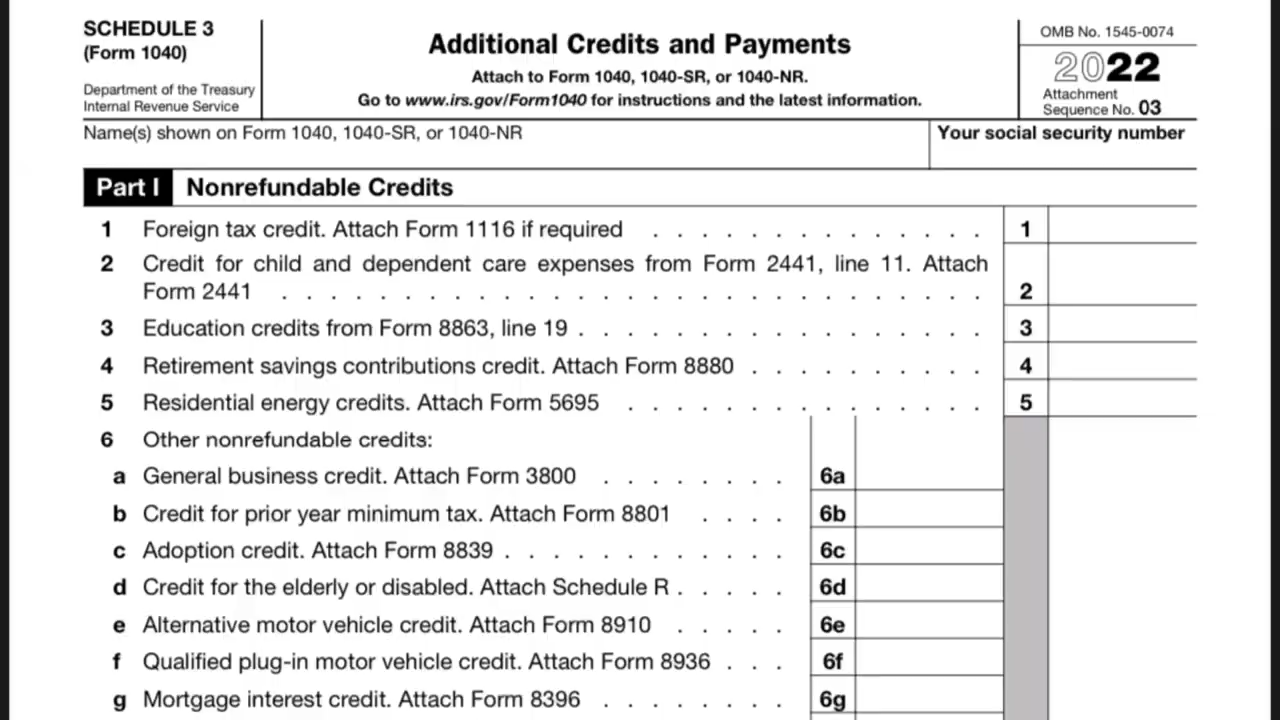 SCHEDULE 3
(Form 1040)
Department of the Treasury
Internal Revenue Service
Additional Credits and Payments
Attach to Form 1040, 1040-SR, or 1040-NR.
Go to www.irs.gov/Form1040 for instructions and the latest information.
OMB No. 1545-0074
2022
Attachment
Sequence No. 03
Name(s) shown on Form 1040, 1040-SR, or 1040-NR
Your social security number
Part I Nonrefundable Credits
1 Foreign tax credit. Attach Form 1116 if required . . . . . . . . . . . . . . 1
2 Credit for child and dependent care expenses from Form 2441, line 11. Attach
Form 2441 . . . . . . . . . . . . . . . . . . . . . . . . . . . . . 2
3 Education credits from Form 8863, line 19 . . . . . . . . . . . . . . . . . 3
4 Retirement savings contributions credit. Attach Form 8880 . . . . . . . . . . 4
5 Residential energy credits. Attach Form 5695 . . . . . . . . . . . . . . . 5
6 Other nonrefundable credits:
a General business credit. Attach Form 3800 . . . . . . . . 6a
b Credit for prior year minimum tax. Attach Form 8801 . . . . 6b
c Adoption credit. Attach Form 8839 . . . . . . . . . . . . 6c
d Credit for the elderly or disabled. Attach Schedule R . . . . . 6d
e Alternative motor vehicle credit. Attach Form 8910 . . . . . 6e
f Qualified plug-in motor vehicle credit. Attach Form 8936 . . . 6f
g Mortgage interest credit. Attach Form 8396 . . . . . . . . 6g